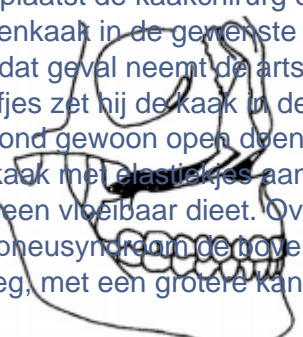 plaatst de kaakchirurg
enkaak in de gewenste
dat geval neemt de arts
fjes zet hij de kaak in de
ond gewoon open doen
kaak met elastiekjes aan
een vloeibaar dieet. Ov
pneusyndroom de bove
eg, met een grotere kan